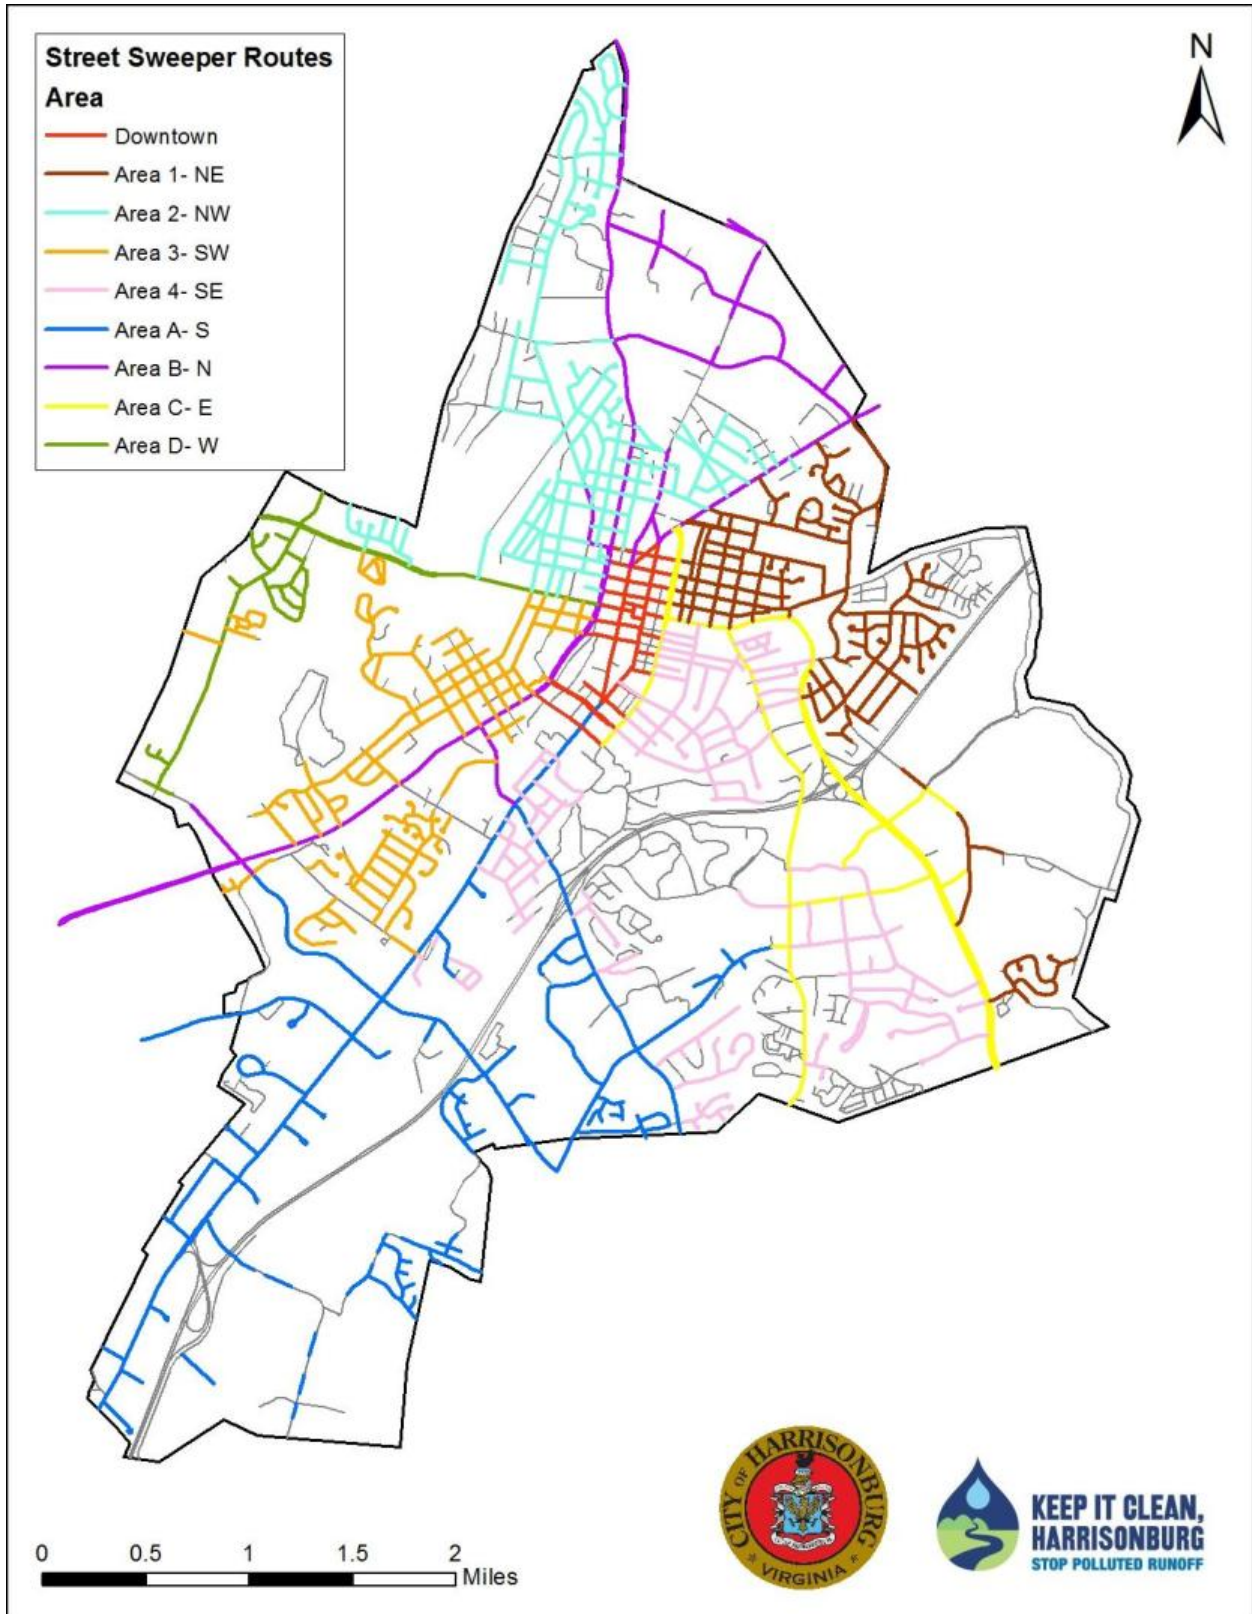 Street Sweeper Routes
Area
Downtown
Area 1- NE
Area 2- NW
Area 3- SW
Area 4- SE
Area A- S
Area B- N
Area C- E
Area D- W
N
0 0.5 1 1.5 2
Miles
CITY OF HARRISONBURG
VIRGINIA
KEEP IT CLEAN,
HARRISONBURG
STOP POLLUTED RUNOFF